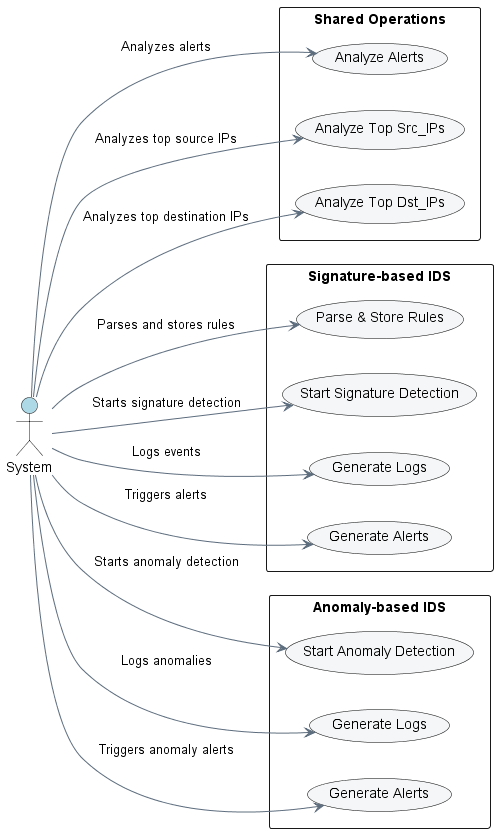 Shared Operations
Analyzes alerts
Analyze Alerts
Analyzes top source IPs
Analyze Top Src_IPs
Analyzes top destination IPs
Analyze Top Dst_IPs
Signature-based IDS
Parses and stores rules
Parse & Store Rules
Starts signature detection
Start Signature Detection
System
Logs events
Generate Logs
Triggers alerts
Generate Alerts
Starts anomaly detection
Anomaly-based IDS
Start Anomaly Detection
Logs anomalies
Generate Logs
Triggers anomaly alerts
Generate Alerts